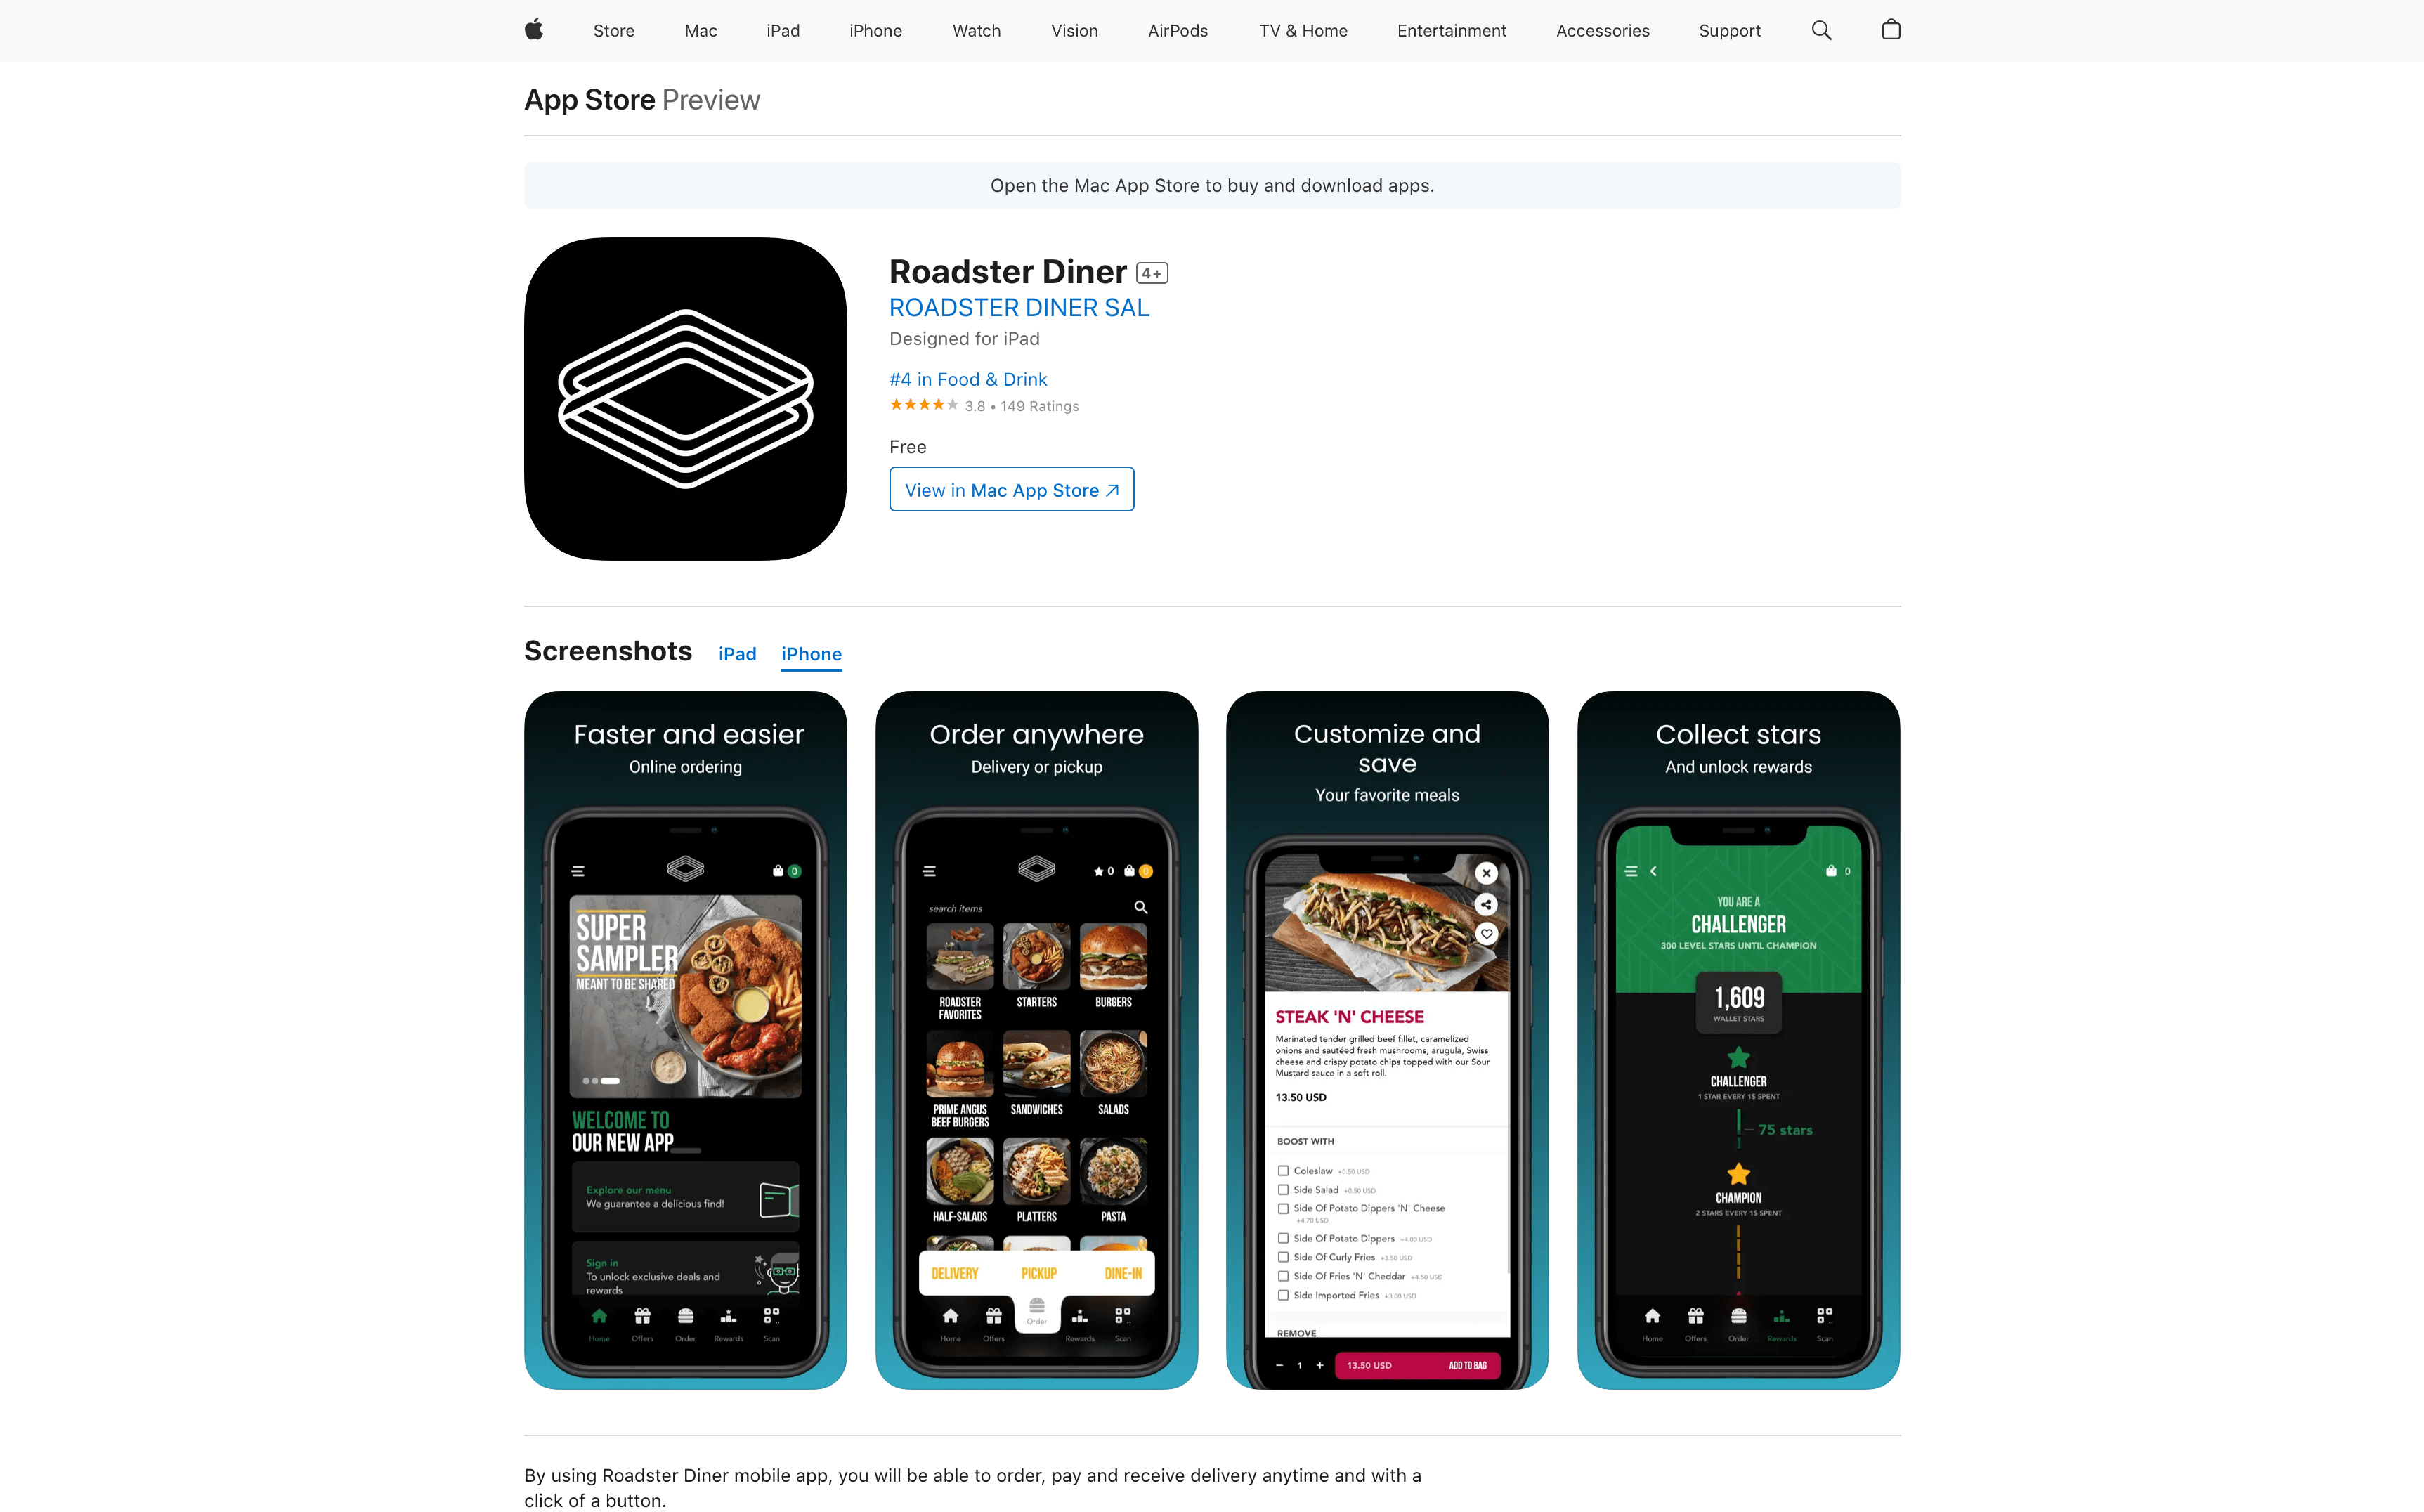 Store
Mac
iPad
iPhone
Watch
Vision
AirPods
TV & Home
Entertainment
Accessories
Support
App Store Preview
Open the Mac App Store to buy and download apps.
Roadster Diner 4+
ROADSTER DINER SAL
Designed for iPad
#4 in Food & Drink
3.8 • 149 Ratings
Free
View in Mac App Store
Screenshots
iPad
iPhone
Faster and easier
Online ordering
0
SUPER
SAMPLER
MEANT TO BE SHARED
WELCOME TO
OUR NEW APP
Explore our menu
We guarantee a delicious find!
Sign in
To unlock exclusive deals and
rewards
Home
Offers
Order
Rewards
Scan
Order anywhere
Delivery or pickup
0
0
search items
ROADSTER
FAVORITES
STARTERS
BURGERS
PRIME ANGUS
BEEF BURGERS
SANDWICHES
SALADS
HALF-SALADS
PLATTERS
PASTA
DELIVERY
PICKUP
DINE-IN
Home
Offers
Order
Rewards
Scan
Customize and
save
Your favorite meals
STEAK 'N' CHEESE
Marinated tender grilled beef fillet, caramelized
onions and sautéed fresh mushrooms, arugula, Swiss
cheese and crispy potato chips topped with our Sour
Mustard sauce in a soft roll.
13.50 USD
BOOST WITH
Coleslaw +0.50 USD
Side Salad +0.50 USD
Side Of Potato Dippers 'N' Cheese
+4.70 USD
Side Of Potato Dippers +4.00 USD
Side Of Curly Fries +3.50 USD
Side Of Fries 'N' Cheddar +4.50 USD
Side Imported Fries +3.00 USD
REMOVE
− 1 +
13.50 USD
ADD TO BAG
Collect stars
And unlock rewards
0
YOU ARE A
CHALLENGER
300 LEVEL STARS UNTIL CHAMPION
1,609
WALLET STARS
CHALLENGER
1 STAR EVERY 1$ SPENT
75 stars
CHAMPION
2 STARS EVERY 1$ SPENT
Home
Offers
Order
Rewards
Scan
By using Roadster Diner mobile app, you will be able to order, pay and receive delivery anytime and with a
click of a button.